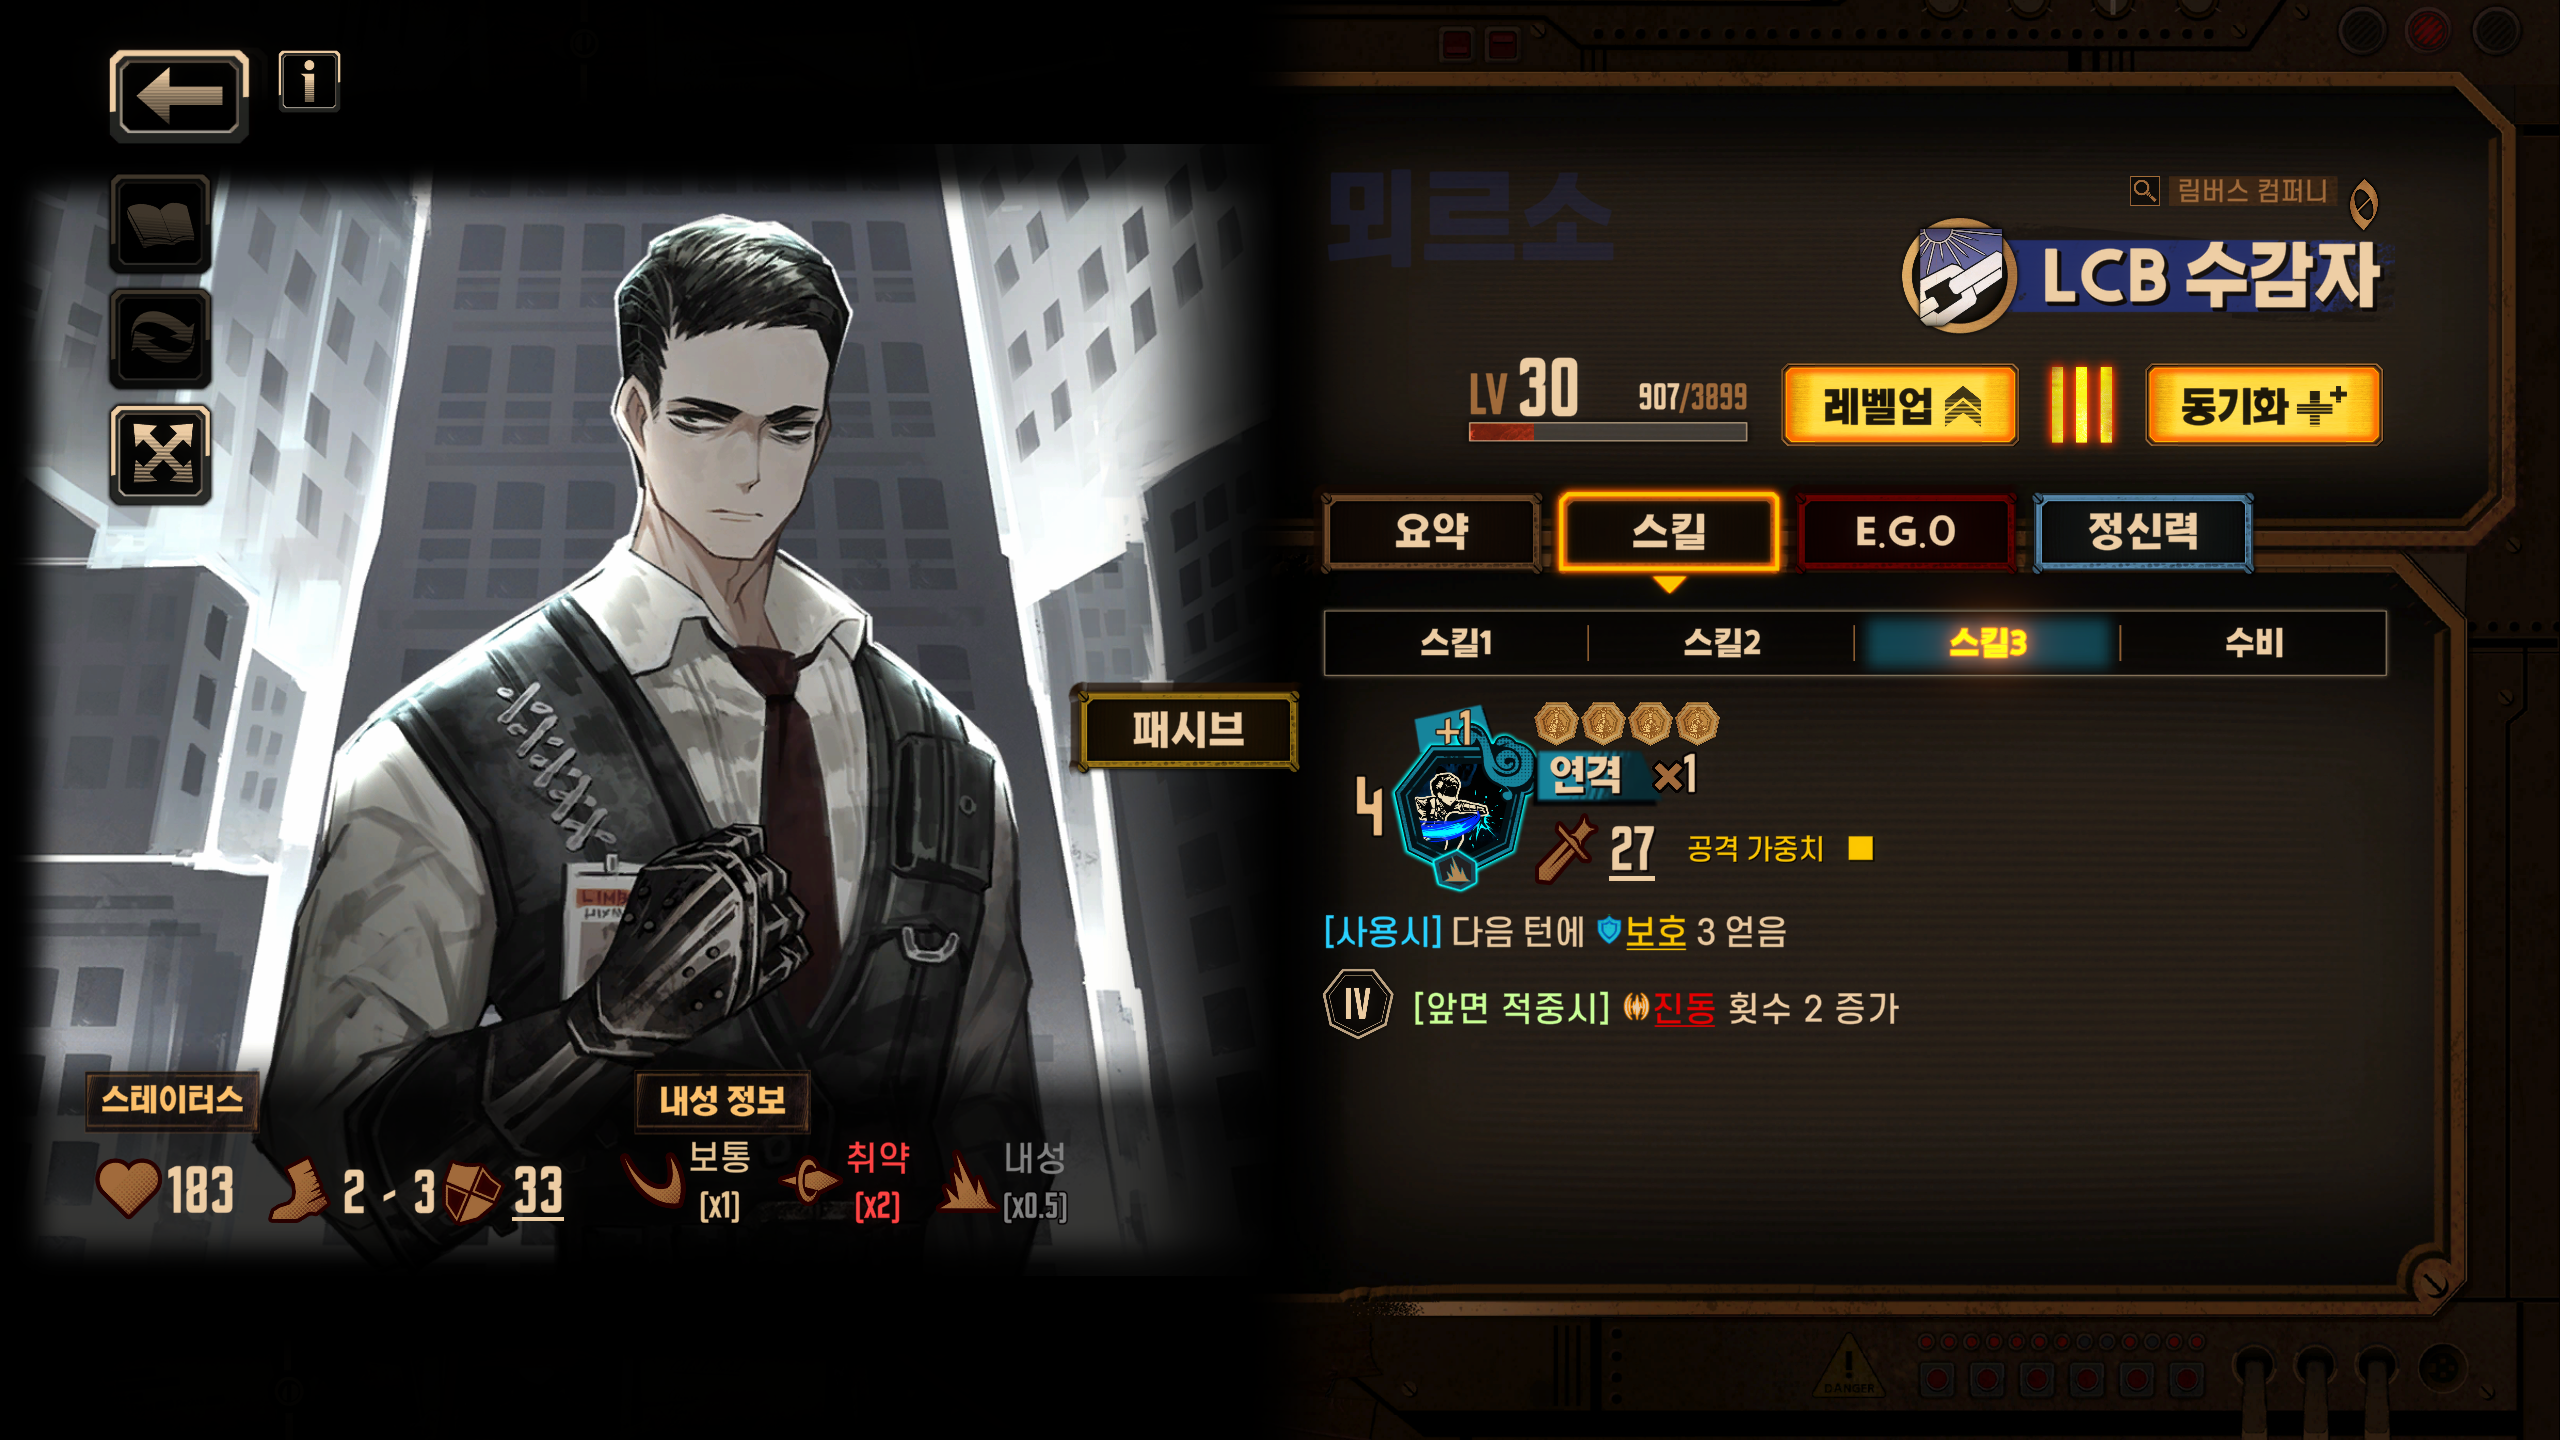 뫼르소
림버스 컴퍼니
LCB 수감자
LV 30 907/3899
레벨업
동기화
요약 스킬 E.G.O 정신력
스킬1 스킬2 스킬3 수비
패시브
+1
연격 ×1
4
27 공격 가중치
[사용시] 다음 턴에 보호 3 얻음
IV [앞면 적중시] 진동 횟수 2 증가
스테이터스
183 2 - 3 33
내성 정보
보통 취약 내성
[x1] [x2] [x0.5]
DANGER